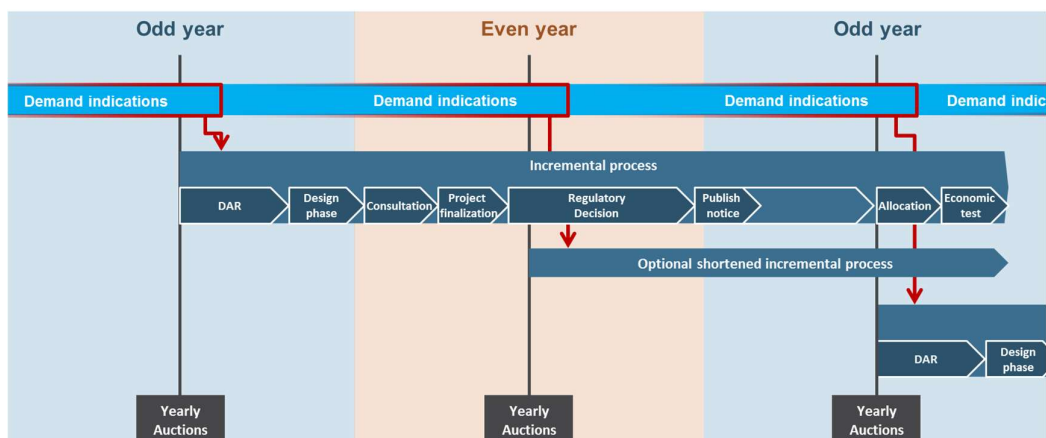 Odd year
Even year
Odd year
Demand indications
Demand indications
Demand indications
Demand indic
Incremental process
DAR
Design
phase
Consultation
Project
finalization
Regulatory
Decision
Publish
notice
Allocation
Economic
test
Optional shortened incremental process
DAR
Design
phase
Yearly
Auctions
Yearly
Auctions
Yearly
Auctions